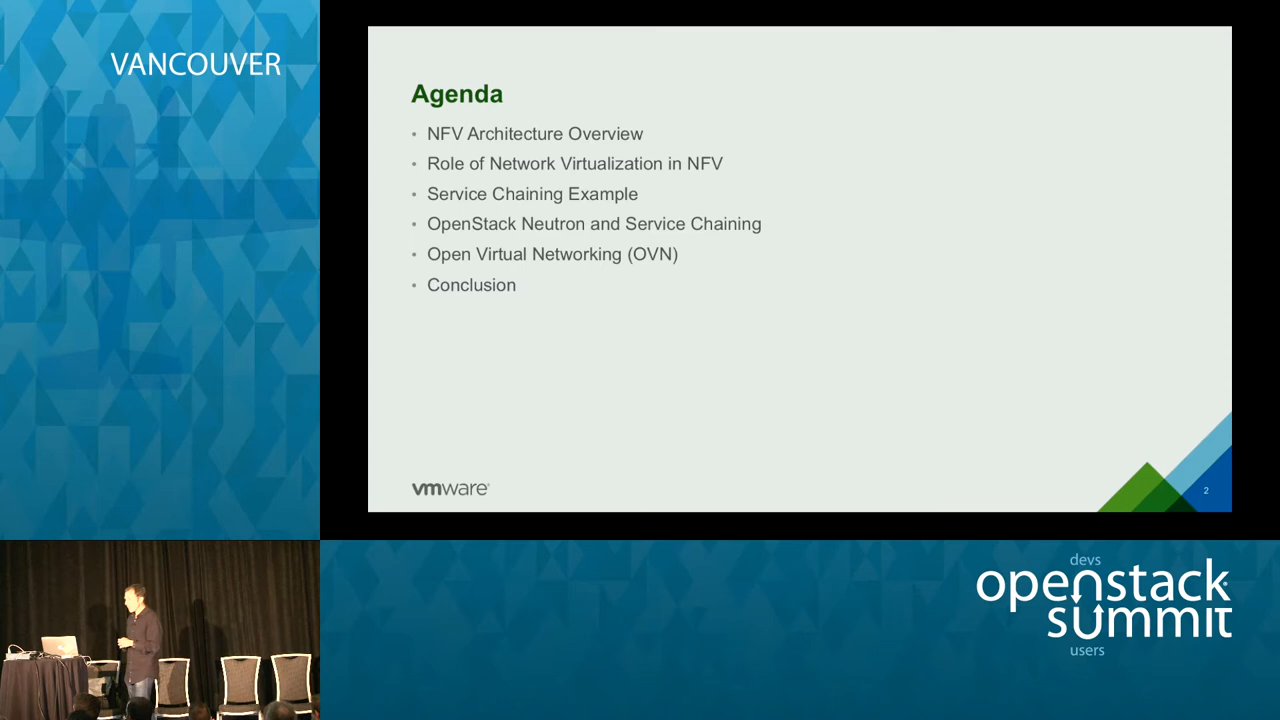 VANCOUVER
Agenda
• NFV Architecture Overview
• Role of Network Virtualization in NFV
• Service Chaining Example
• OpenStack Neutron and Service Chaining
• Open Virtual Networking (OVN)
• Conclusion
vmware
2
devs
openstack
summit
users